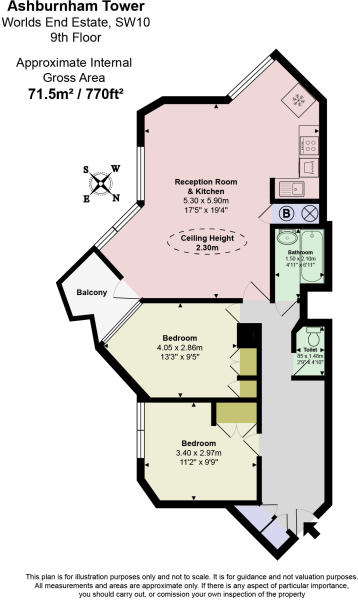 Ashburnham Tower
Worlds End Estate, SW10
9th Floor
Approximate Internal
Gross Area
71.5m² / 770ft²
S W
E N
Reception Room
& Kitchen
5.30 x 5.90m
17'5" x 19'4"
Ceiling Height
2.30m
B
Bathroom
1.50 x 2.10m
4'11" x 6'11"
Balcony
Bedroom
4.05 x 2.86m
13'3" x 9'5"
Toilet
.85 x 1.48m
2'9" x 4'10"
Bedroom
3.40 x 2.97m
11'2" x 9'9"
This plan is for illustration purposes only and not to scale. It is for guidance and not valuation purposes.
All measurements and areas are approximate only. If there is any aspect of particular importance,
you should carry out, or comission your own inspection of the property